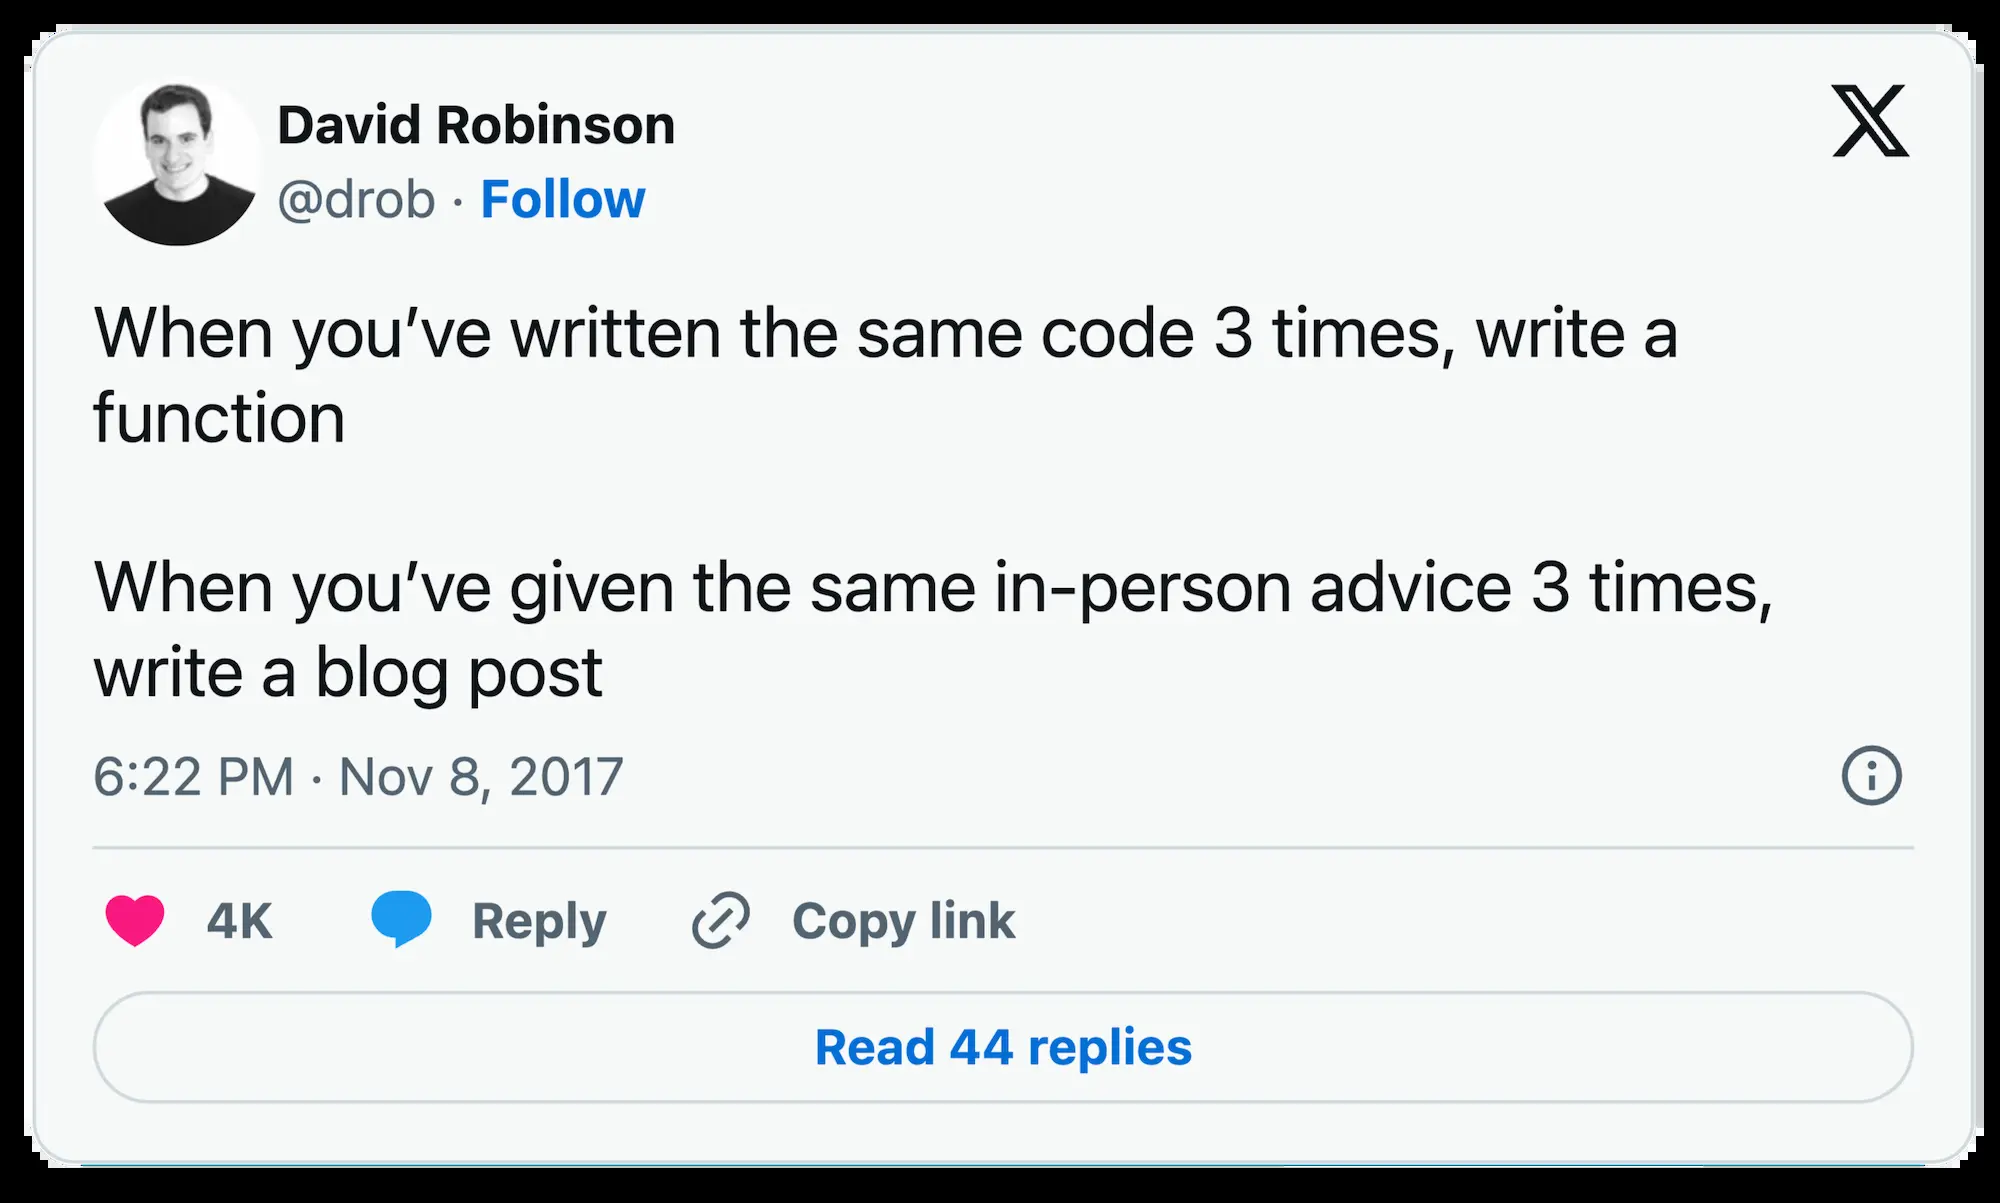 David Robinson
@drob · Follow
When you’ve written the same code 3 times, write a
function
When you’ve given the same in-person advice 3 times,
write a blog post
6:22 PM · Nov 8, 2017
4K Reply Copy link
Read 44 replies